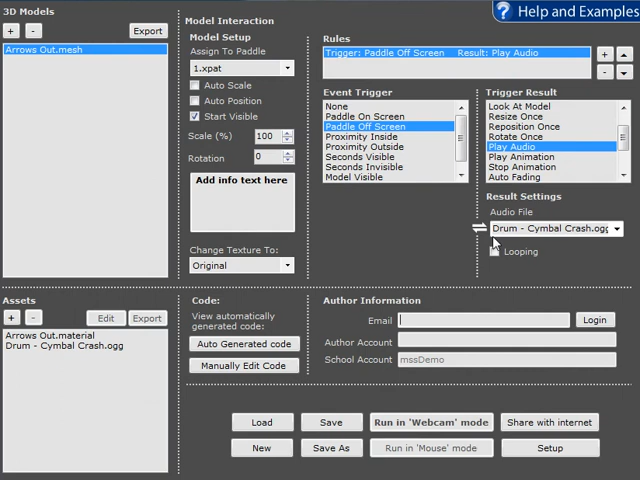 3D Models
+
-
Export
Arrows Out.mesh
Model Interaction
Model Setup
Assign To Paddle
1.xpat
Auto Scale
Auto Position
Start Visible
Scale (%)
100
Rotation
0
Add info text here
Change Texture To:
Original
? Help and Examples
Rules
Trigger: Paddle Off Screen Result: Play Audio
+
-
Event Trigger
None
Paddle On Screen
Paddle Off Screen
Proximity Inside
Proximity Outside
Seconds Visible
Seconds Invisible
Model Visible
Trigger Result
Look At Model
Resize Once
Reposition Once
Rotate Once
Play Audio
Play Animation
Stop Animation
Auto Fading
Result Settings
Audio File
Drum - Cymbal Crash.ogg
Looping
Assets
+
-
Edit
Export
Arrows Out.material
Drum - Cymbal Crash.ogg
Code:
View automatically
generated code:
Auto Generated code
Manually Edit Code
Author Information
Email
Login
Author Account
School Account
mssDemo
Load
Save
Run in 'Webcam' mode
Share with internet
New
Save As
Run in 'Mouse' mode
Setup